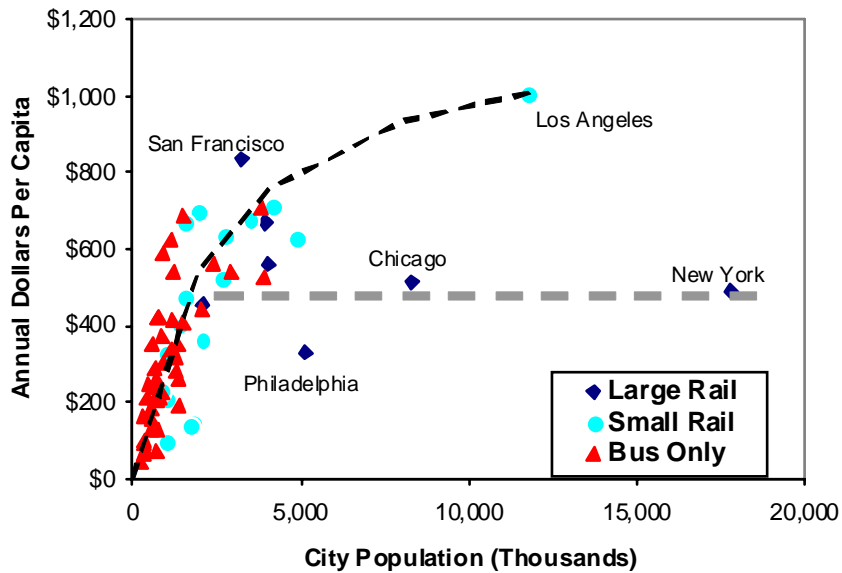 $1,200
$1,000
$800
$600
$400
$200
$0
Annual Dollars Per Capita
San Francisco
Los Angeles
Chicago
New York
Philadelphia
Large Rail
Small Rail
Bus Only
0
5,000
10,000
15,000
20,000
City Population (Thousands)